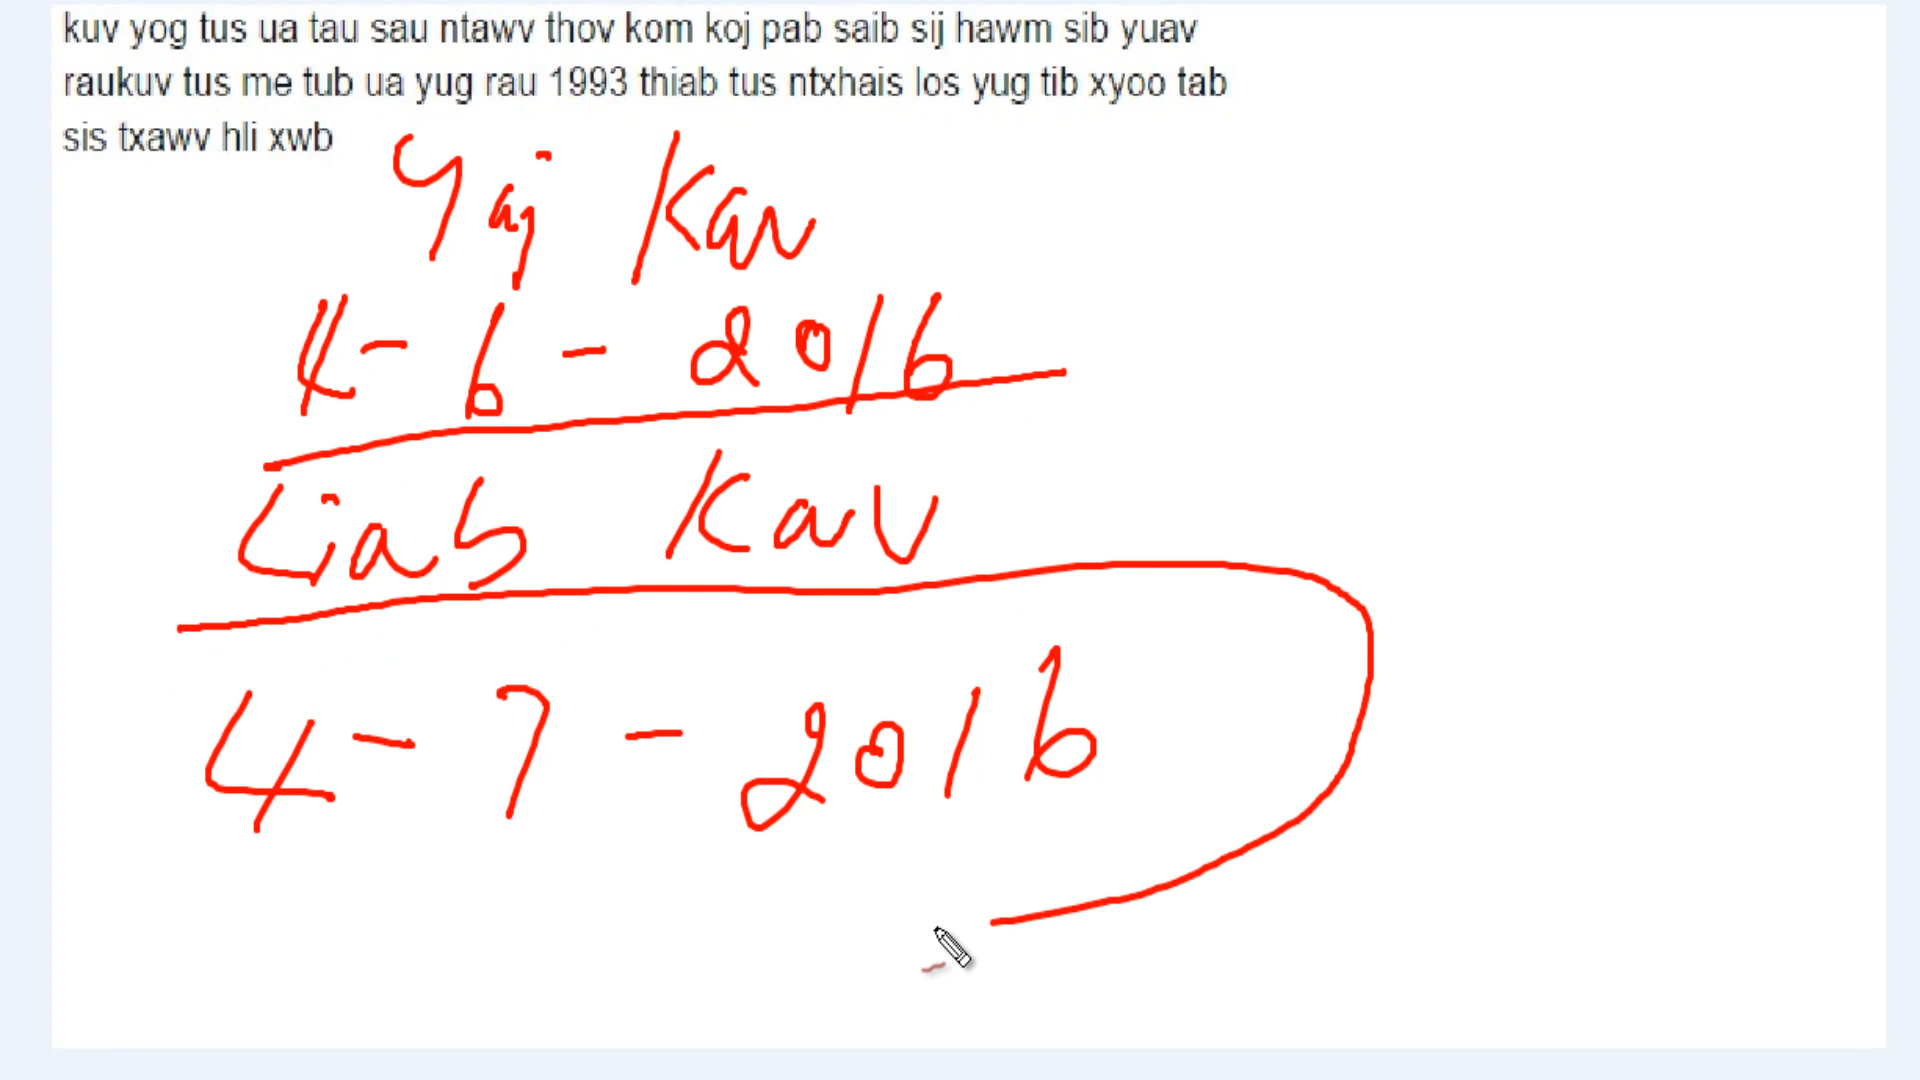 kuv yog tus ua tau sau ntawv thov kom koj pab saib sij hawm sib yuav
raukuv tus me tub ua yug rau 1993 thiab tus ntxhais los yug tib xyoo tab
sis txawv hli xwb
Yaj Kav
4-6-2016
Liab Kav
4-7-2016